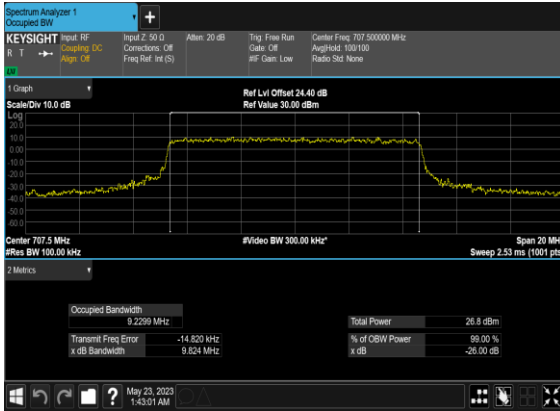 Spectrum Analyzer 1
Occupied BW
+
KEYSIGHT
R T
LV
Input: RF
Coupling: DC
Align: Off
Input Z: 50 Ω
Corrections: Off
Freq Ref: Int (S)
Atten: 20 dB
Trig: Free Run
Gate: Off
#IF Gain: Low
Center Freq: 707.500000 MHz
Avg|Hold: 100/100
Radio Std: None
1 Graph
Scale/Div 10.0 dB
Ref Lvl Offset 24.40 dB
Ref Value 30.00 dBm
Log
20.0
10.0
0.00
-10.0
-20.0
-30.0
-40.0
-50.0
-60.0
Center 707.5 MHz
#Res BW 100.00 kHz
#Video BW 300.00 kHz*
Span 20 MH
Sweep 2.53 ms (1001 pts
2 Metrics
Occupied Bandwidth
9.2299 MHz
Transmit Freq Error -14.820 kHz
x dB Bandwidth 9.824 MHz
Total Power 26.8 dBm
% of OBW Power 99.00 %
x dB -26.00 dB
?
May 23, 2023
1:43:01 AM